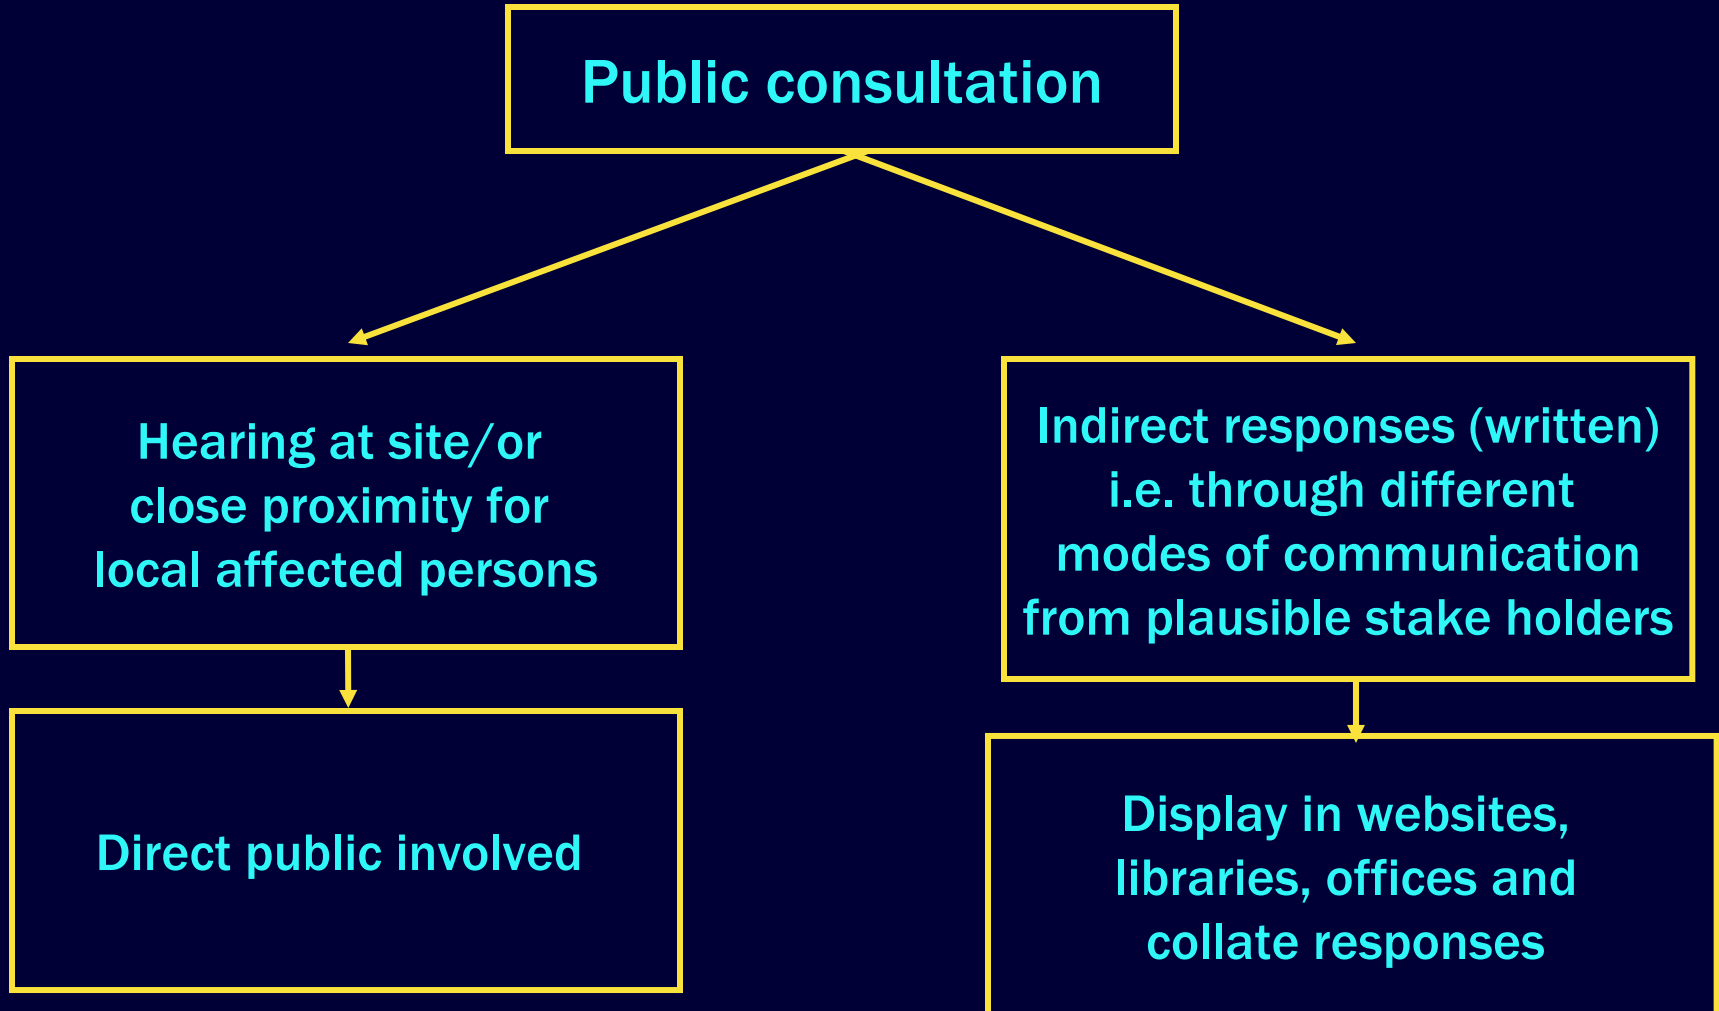 Public consultation
Hearing at site/or
close proximity for
local affected persons
Indirect responses (written)
i.e. through different
modes of communication
from plausible stake holders
Direct public involved
Display in websites,
libraries, offices and
collate responses